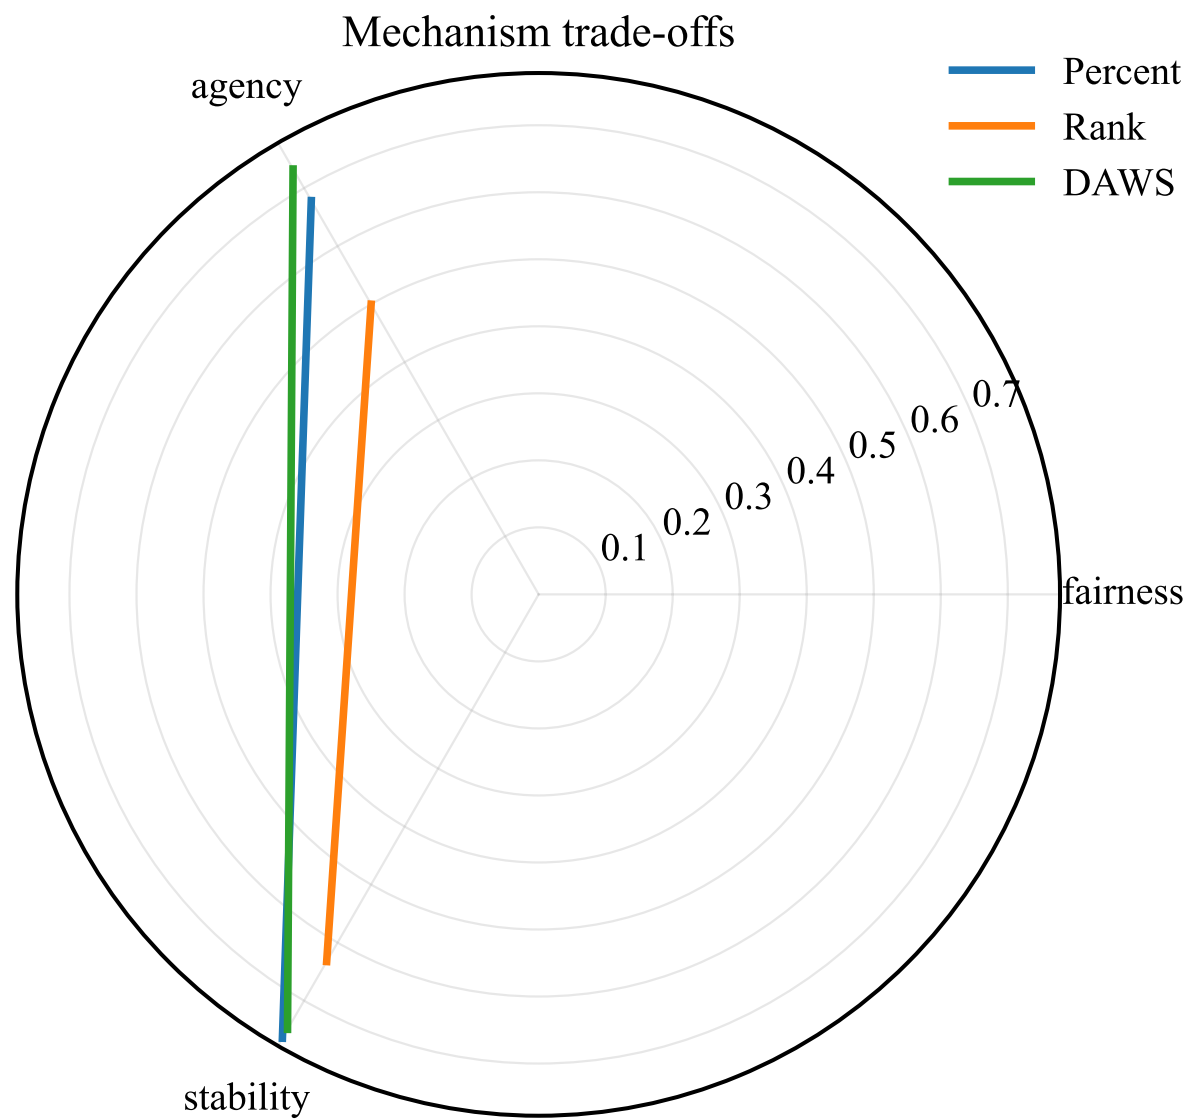 Mechanism trade-offs
Percent
Rank
DAWS
agency
0.7
0.6
0.5
0.4
0.3
0.2
0.1
fairness
stability